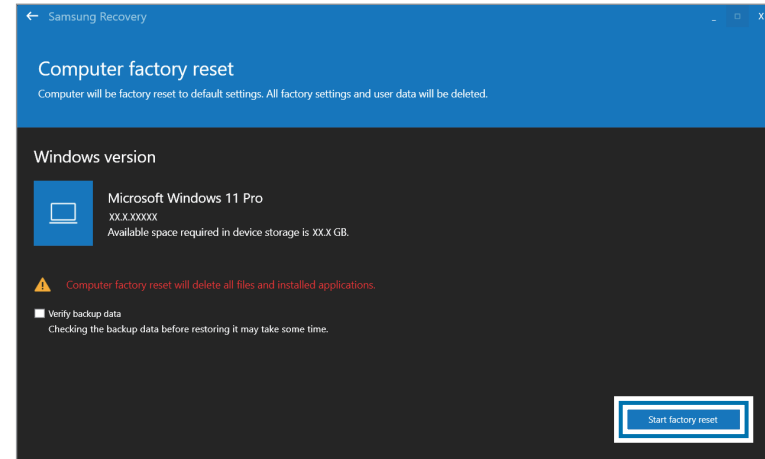 Samsung Recovery
Computer factory reset
Computer will be factory reset to default settings. All factory settings and user data will be deleted.
Windows version
Microsoft Windows 11 Pro
XX.X.XXXXX
Available space required in device storage is XX.X GB.
Computer factory reset will delete all files and installed applications.
Verify backup data
Checking the backup data before restoring it may take some time.
Start factory reset